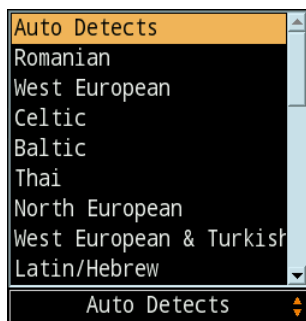 Auto Detects
Romanian
West European
Celtic
Baltic
Thai
North European
West European & Turkish
Latin/Hebrew
Auto Detects